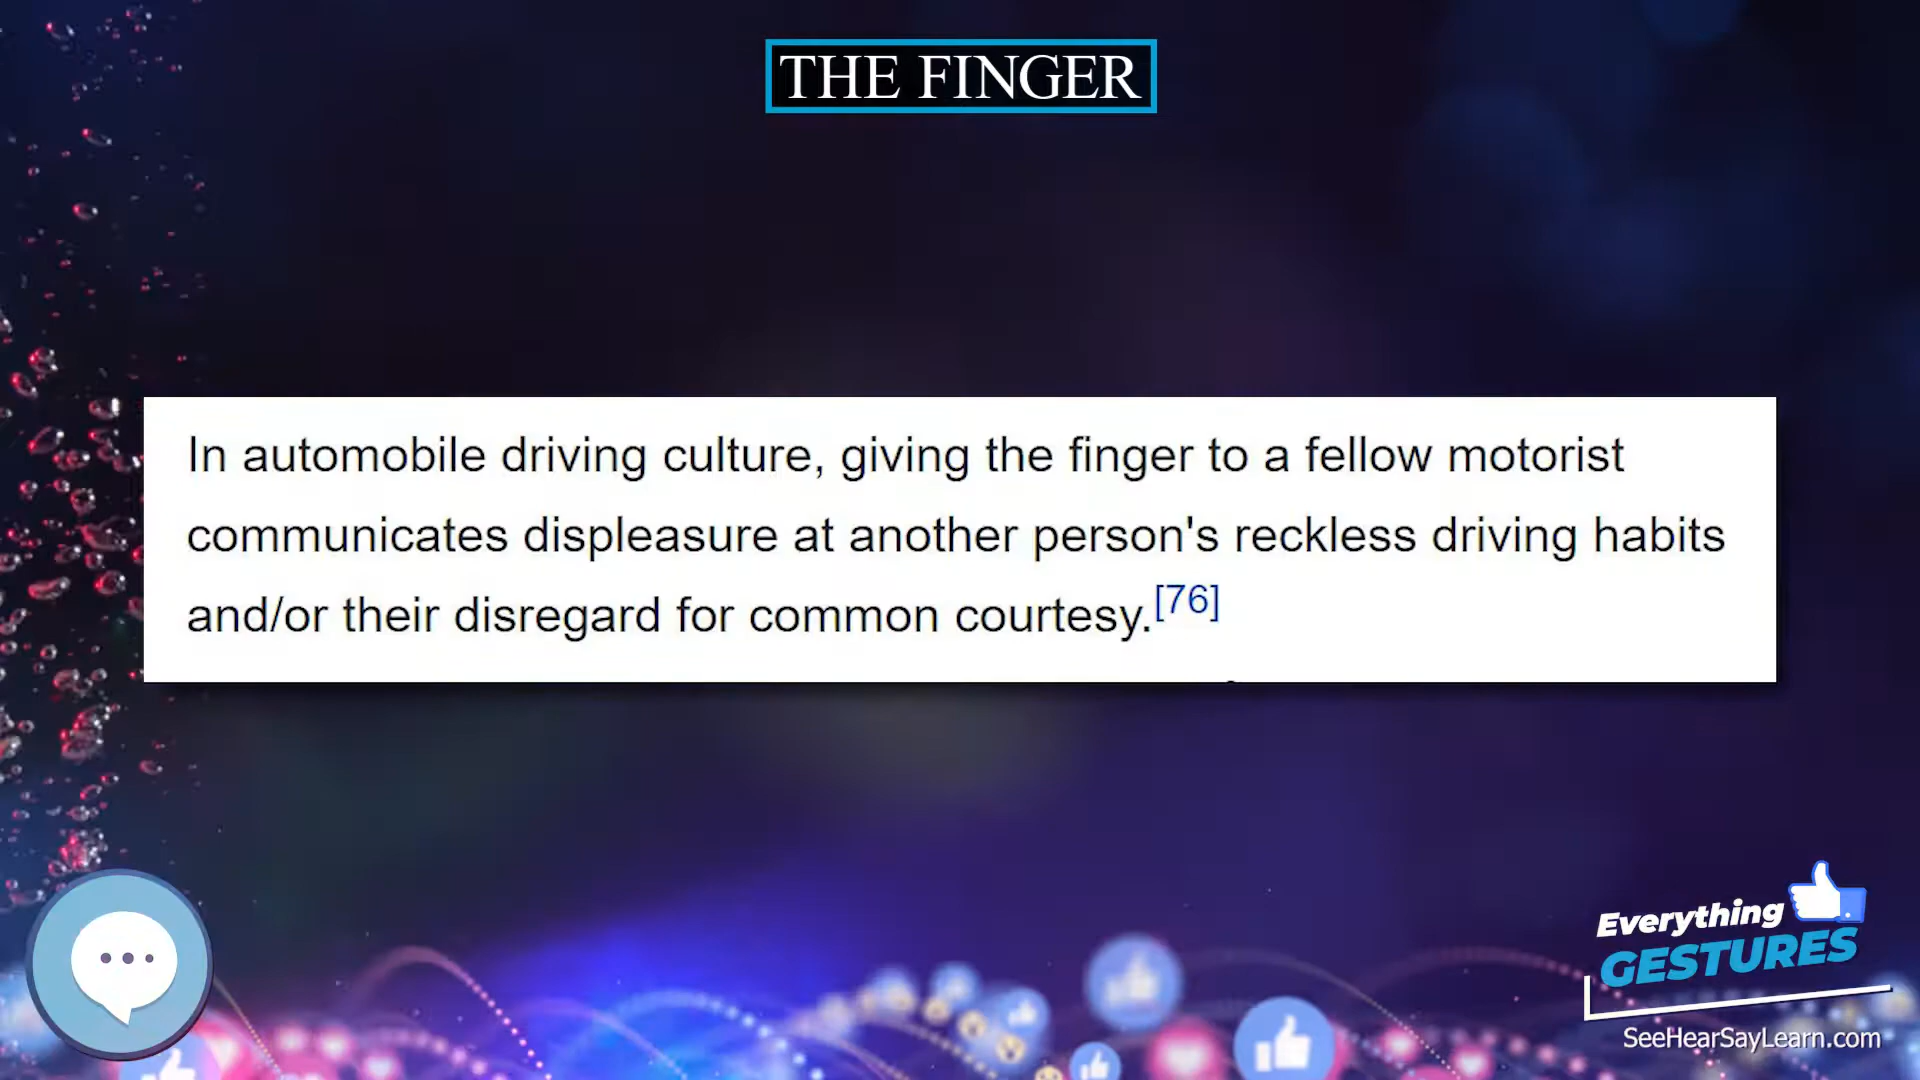 THE FINGER
In automobile driving culture, giving the finger to a fellow motorist
communicates displeasure at another person's reckless driving habits
and/or their disregard for common courtesy.[76]
Everything
GESTURES
SeeHearSayLearn.com